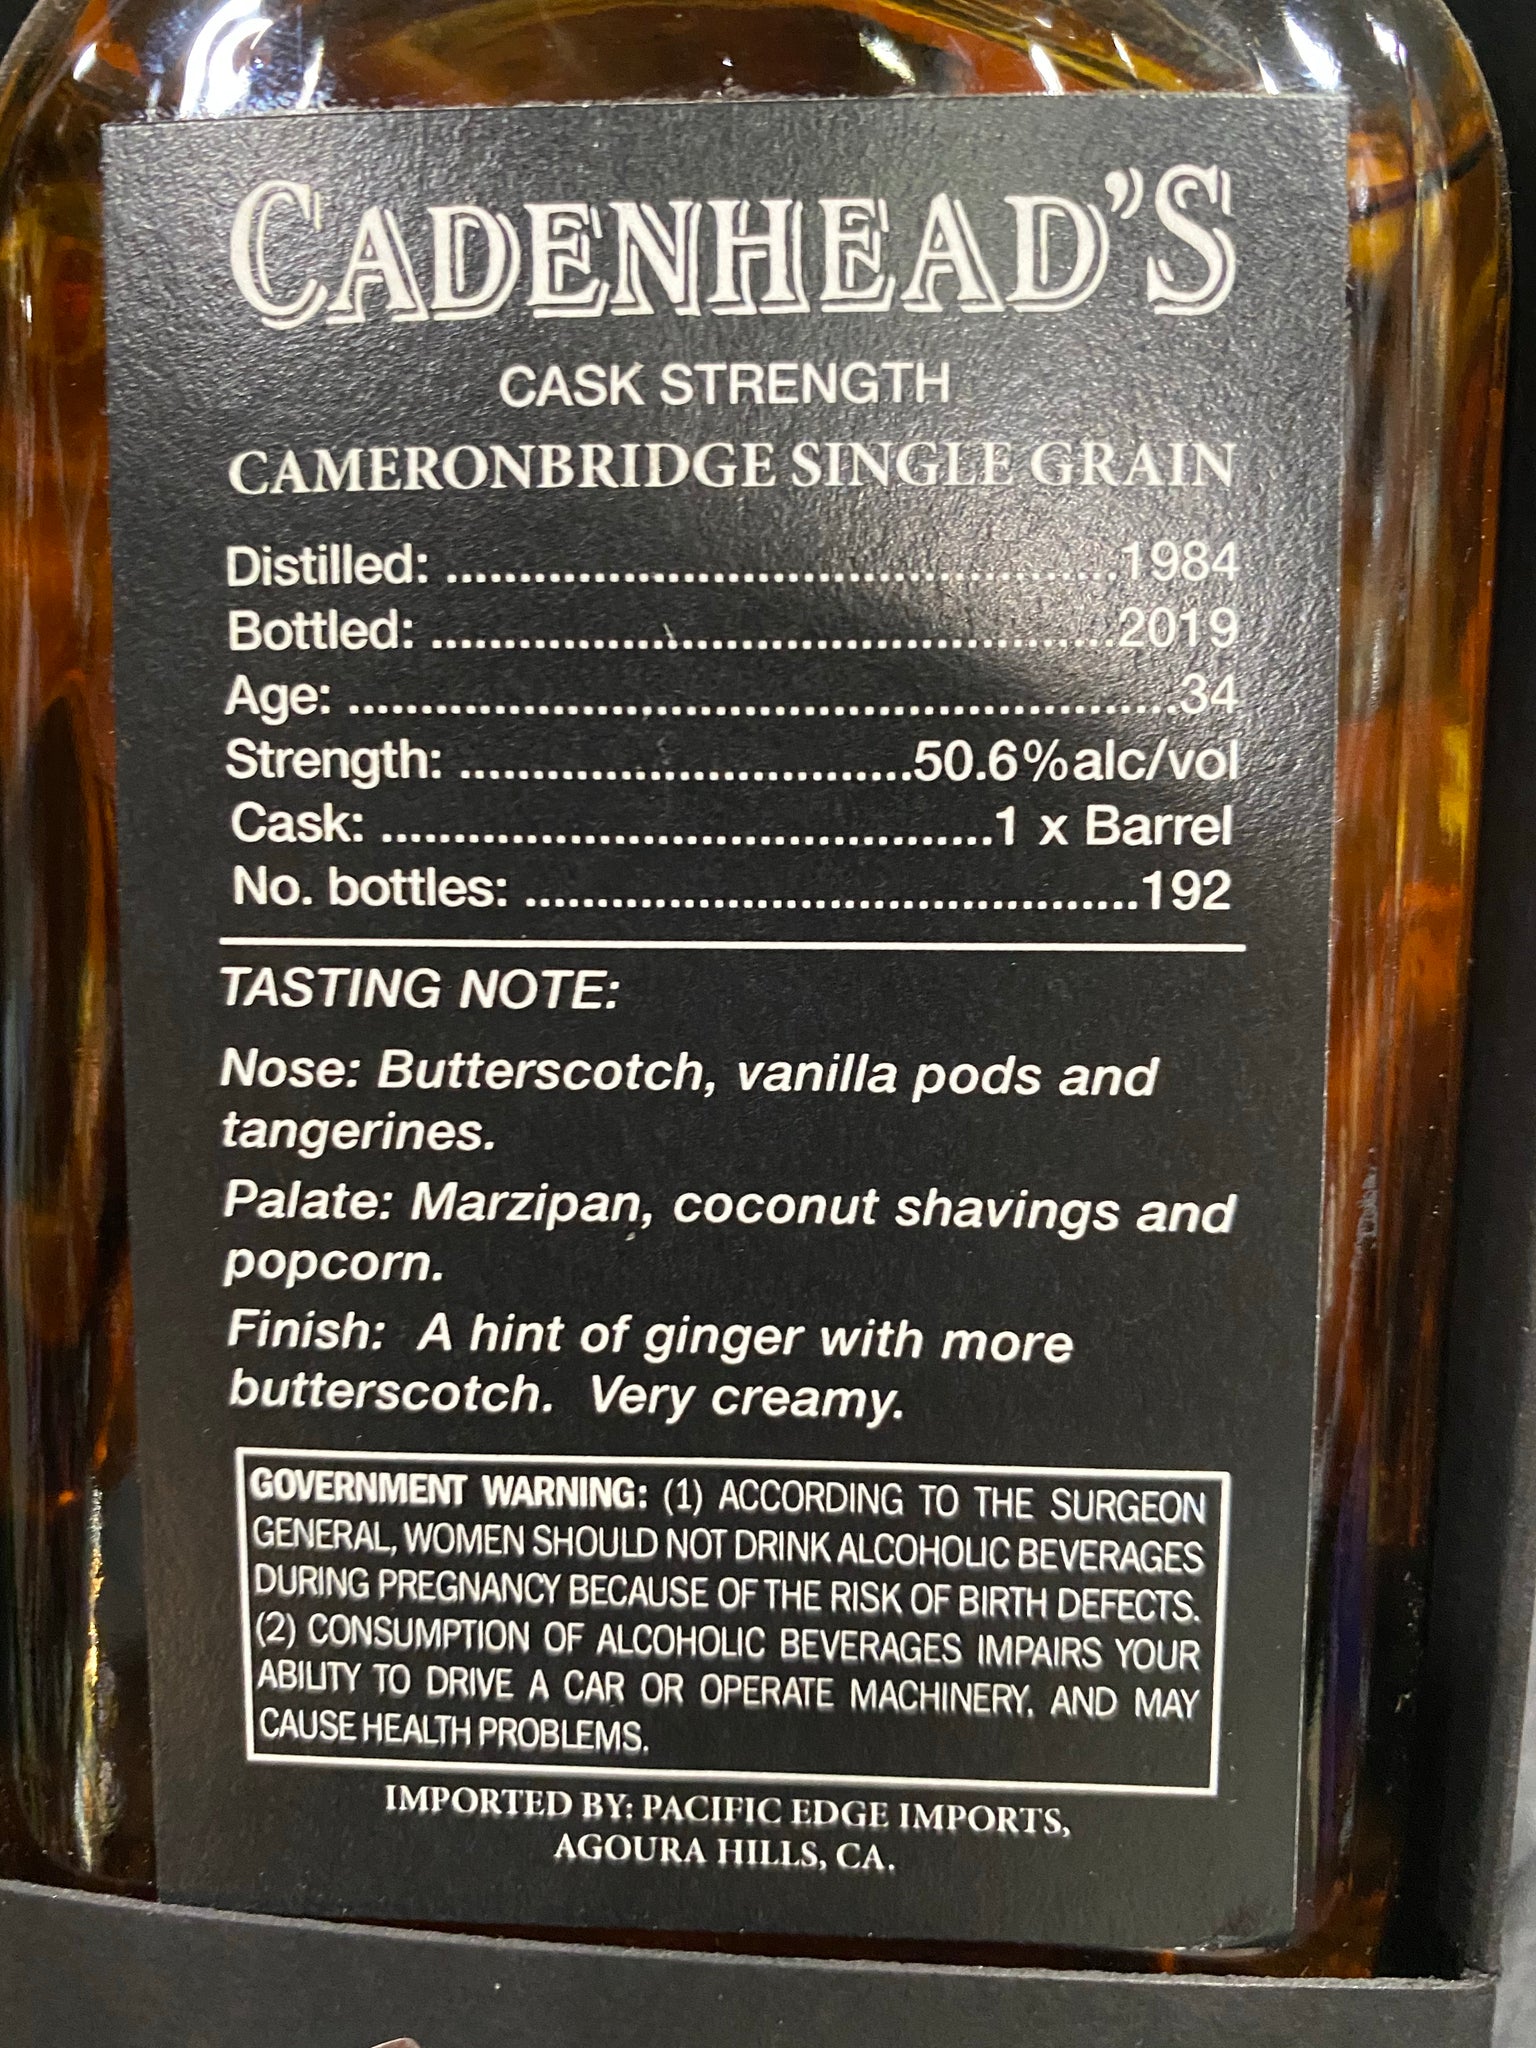 CADENHEAD'S
CASK STRENGTH
CAMERONBRIDGE SINGLE GRAIN
Distilled: ................................................1984
Bottled: .................................................2019
Age: ...........................................................34
Strength: ................................50.6%alc/vol
Cask: ...........................................1 x Barrel
No. bottles: ...........................................192
TASTING NOTE:
Nose: Butterscotch, vanilla pods and
tangerines.
Palate: Marzipan, coconut shavings and
popcorn.
Finish: A hint of ginger with more
butterscotch. Very creamy.
GOVERNMENT WARNING: (1) ACCORDING TO THE SURGEON
GENERAL, WOMEN SHOULD NOT DRINK ALCOHOLIC BEVERAGES
DURING PREGNANCY BECAUSE OF THE RISK OF BIRTH DEFECTS.
(2) CONSUMPTION OF ALCOHOLIC BEVERAGES IMPAIRS YOUR
ABILITY TO DRIVE A CAR OR OPERATE MACHINERY, AND MAY
CAUSE HEALTH PROBLEMS.
IMPORTED BY: PACIFIC EDGE IMPORTS,
AGOURA HILLS, CA.